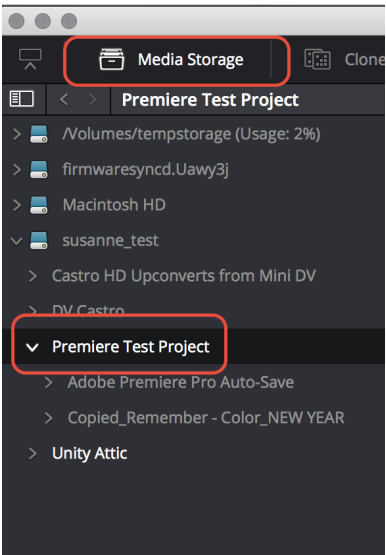 Media Storage
Clone
Premiere Test Project
/Volumes/tempstorage (Usage: 2%)
firmwaresyncd.Uawy3j
Macintosh HD
susanne_test
Castro HD Upconverts from Mini DV
DV Castro
Premiere Test Project
Adobe Premiere Pro Auto-Save
Copied_Remember - Color_NEW YEAR
Unity Attic